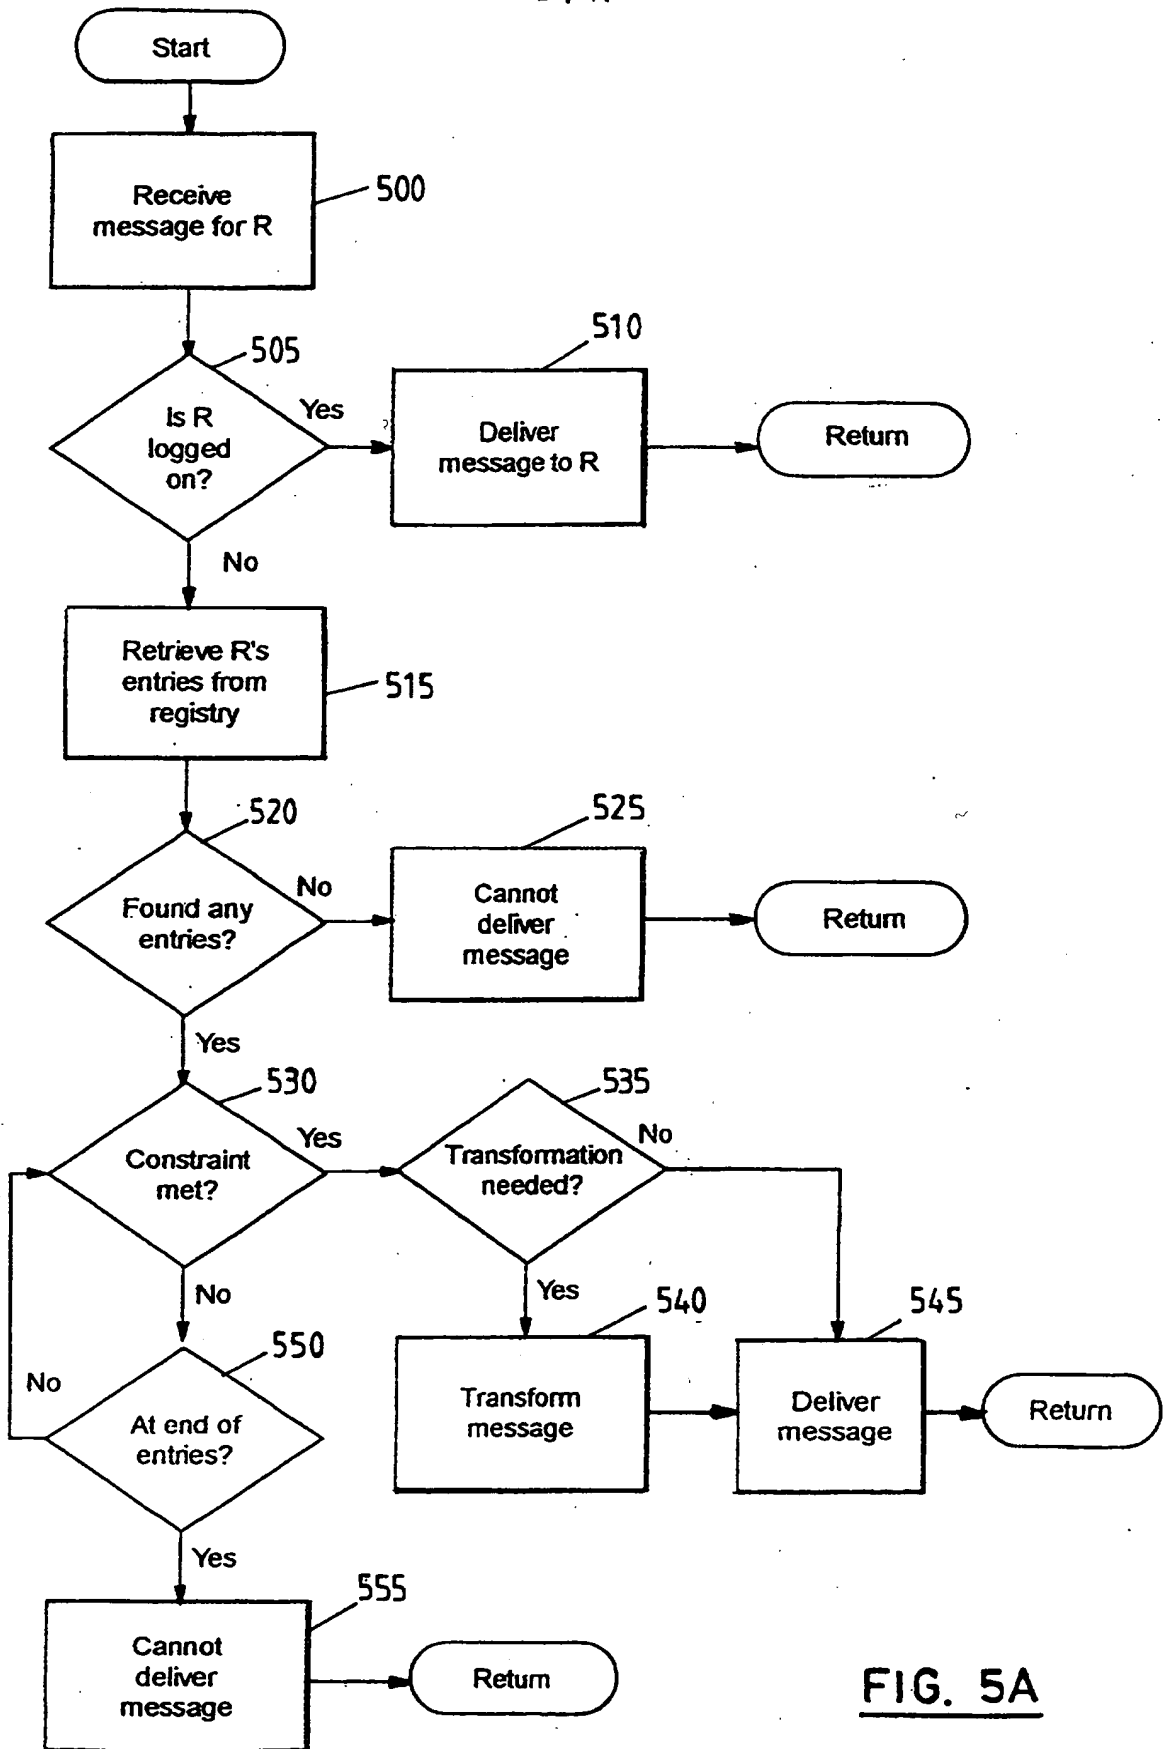 Start
Receive
message for R
500
505
Is R
logged
on?
Yes
510
Deliver
message to R
Return
No
Retrieve R's
entries from
registry
515
520
Found any
entries?
No
525
Cannot
deliver
message
Return
Yes
530
Constraint
met?
Yes
535
Transformation
needed?
No
No
Yes
540
Transform
message
545
Deliver
message
Return
550
At end of
entries?
No
Yes
555
Cannot
deliver
message
Return
FIG. 5A